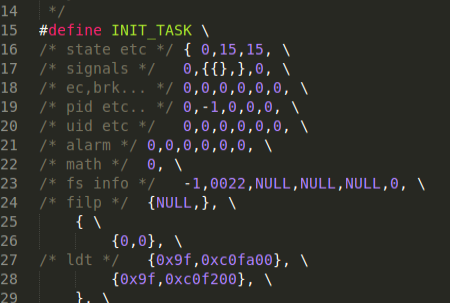 14 */
15 #define INIT_TASK \
16 /* state etc */ { 0,15,15, \
17 /* signals */ 0,{{},},0, \
18 /* ec,brk... */ 0,0,0,0,0,0, \
19 /* pid etc.. */ 0,-1,0,0,0, \
20 /* uid etc */ 0,0,0,0,0,0, \
21 /* alarm */ 0,0,0,0,0,0, \
22 /* math */ 0, \
23 /* fs info */ -1,0022,NULL,NULL,NULL,0, \
24 /* filp */ {NULL,}, \
25 { \
26 {0,0}, \
27 /* ldt */ {0x9f,0xc0fa00}, \
28 {0x9f,0xc0f200}, \
29 }, \